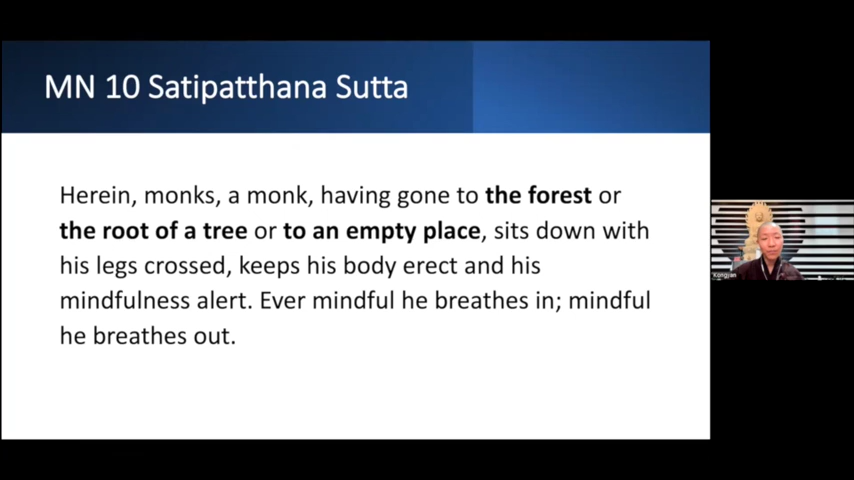 MN 10 Satipatthana Sutta
Herein, monks, a monk, having gone to the forest or
the root of a tree or to an empty place, sits down with
his legs crossed, keeps his body erect and his
mindfulness alert. Ever mindful he breathes in; mindful
he breathes out.
Kongjian